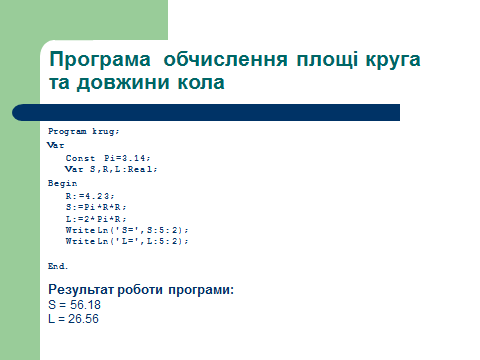 Програма обчислення площі круга
та довжини кола
Program krug;
Var
Const Pi=3.14;
Var S,R,L:Real;
Begin
R:=4.23;
S:=Pi*R*R;
L:=2*Pi*R;
WriteLn('S=',S:5:2);
WriteLn('L=',L:5:2);
End.
Результат роботи програми:
S = 56.18
L = 26.56